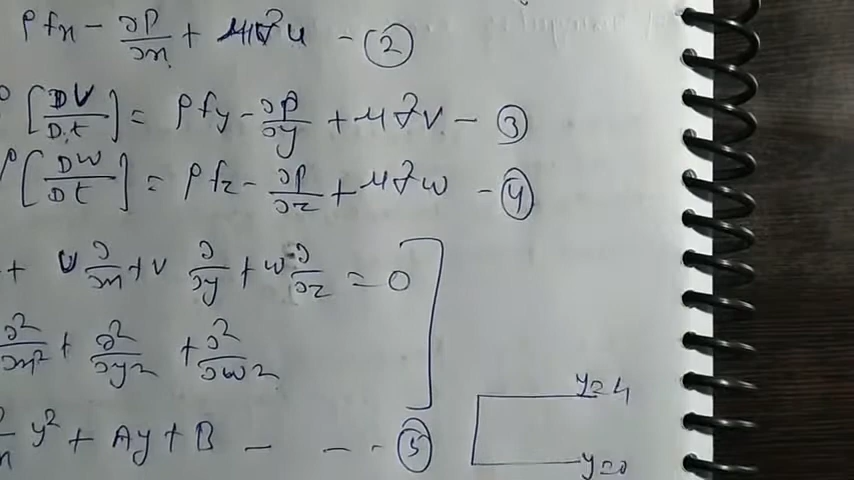 ρfx - ∂P/∂x + μ∇²u - ②
ρ[DV/Dt] = ρfy - ∂P/∂y + μ∇²v - ③
ρ[DW/Dt] = ρfz - ∂P/∂z + μ∇²w - ④
+ u ∂/∂x + v ∂/∂y + w ∂/∂z = 0
∂²/∂x² + ∂²/∂y² + ∂²/∂w²
y² + Ay + B - - - ⑤
y=h
y=0